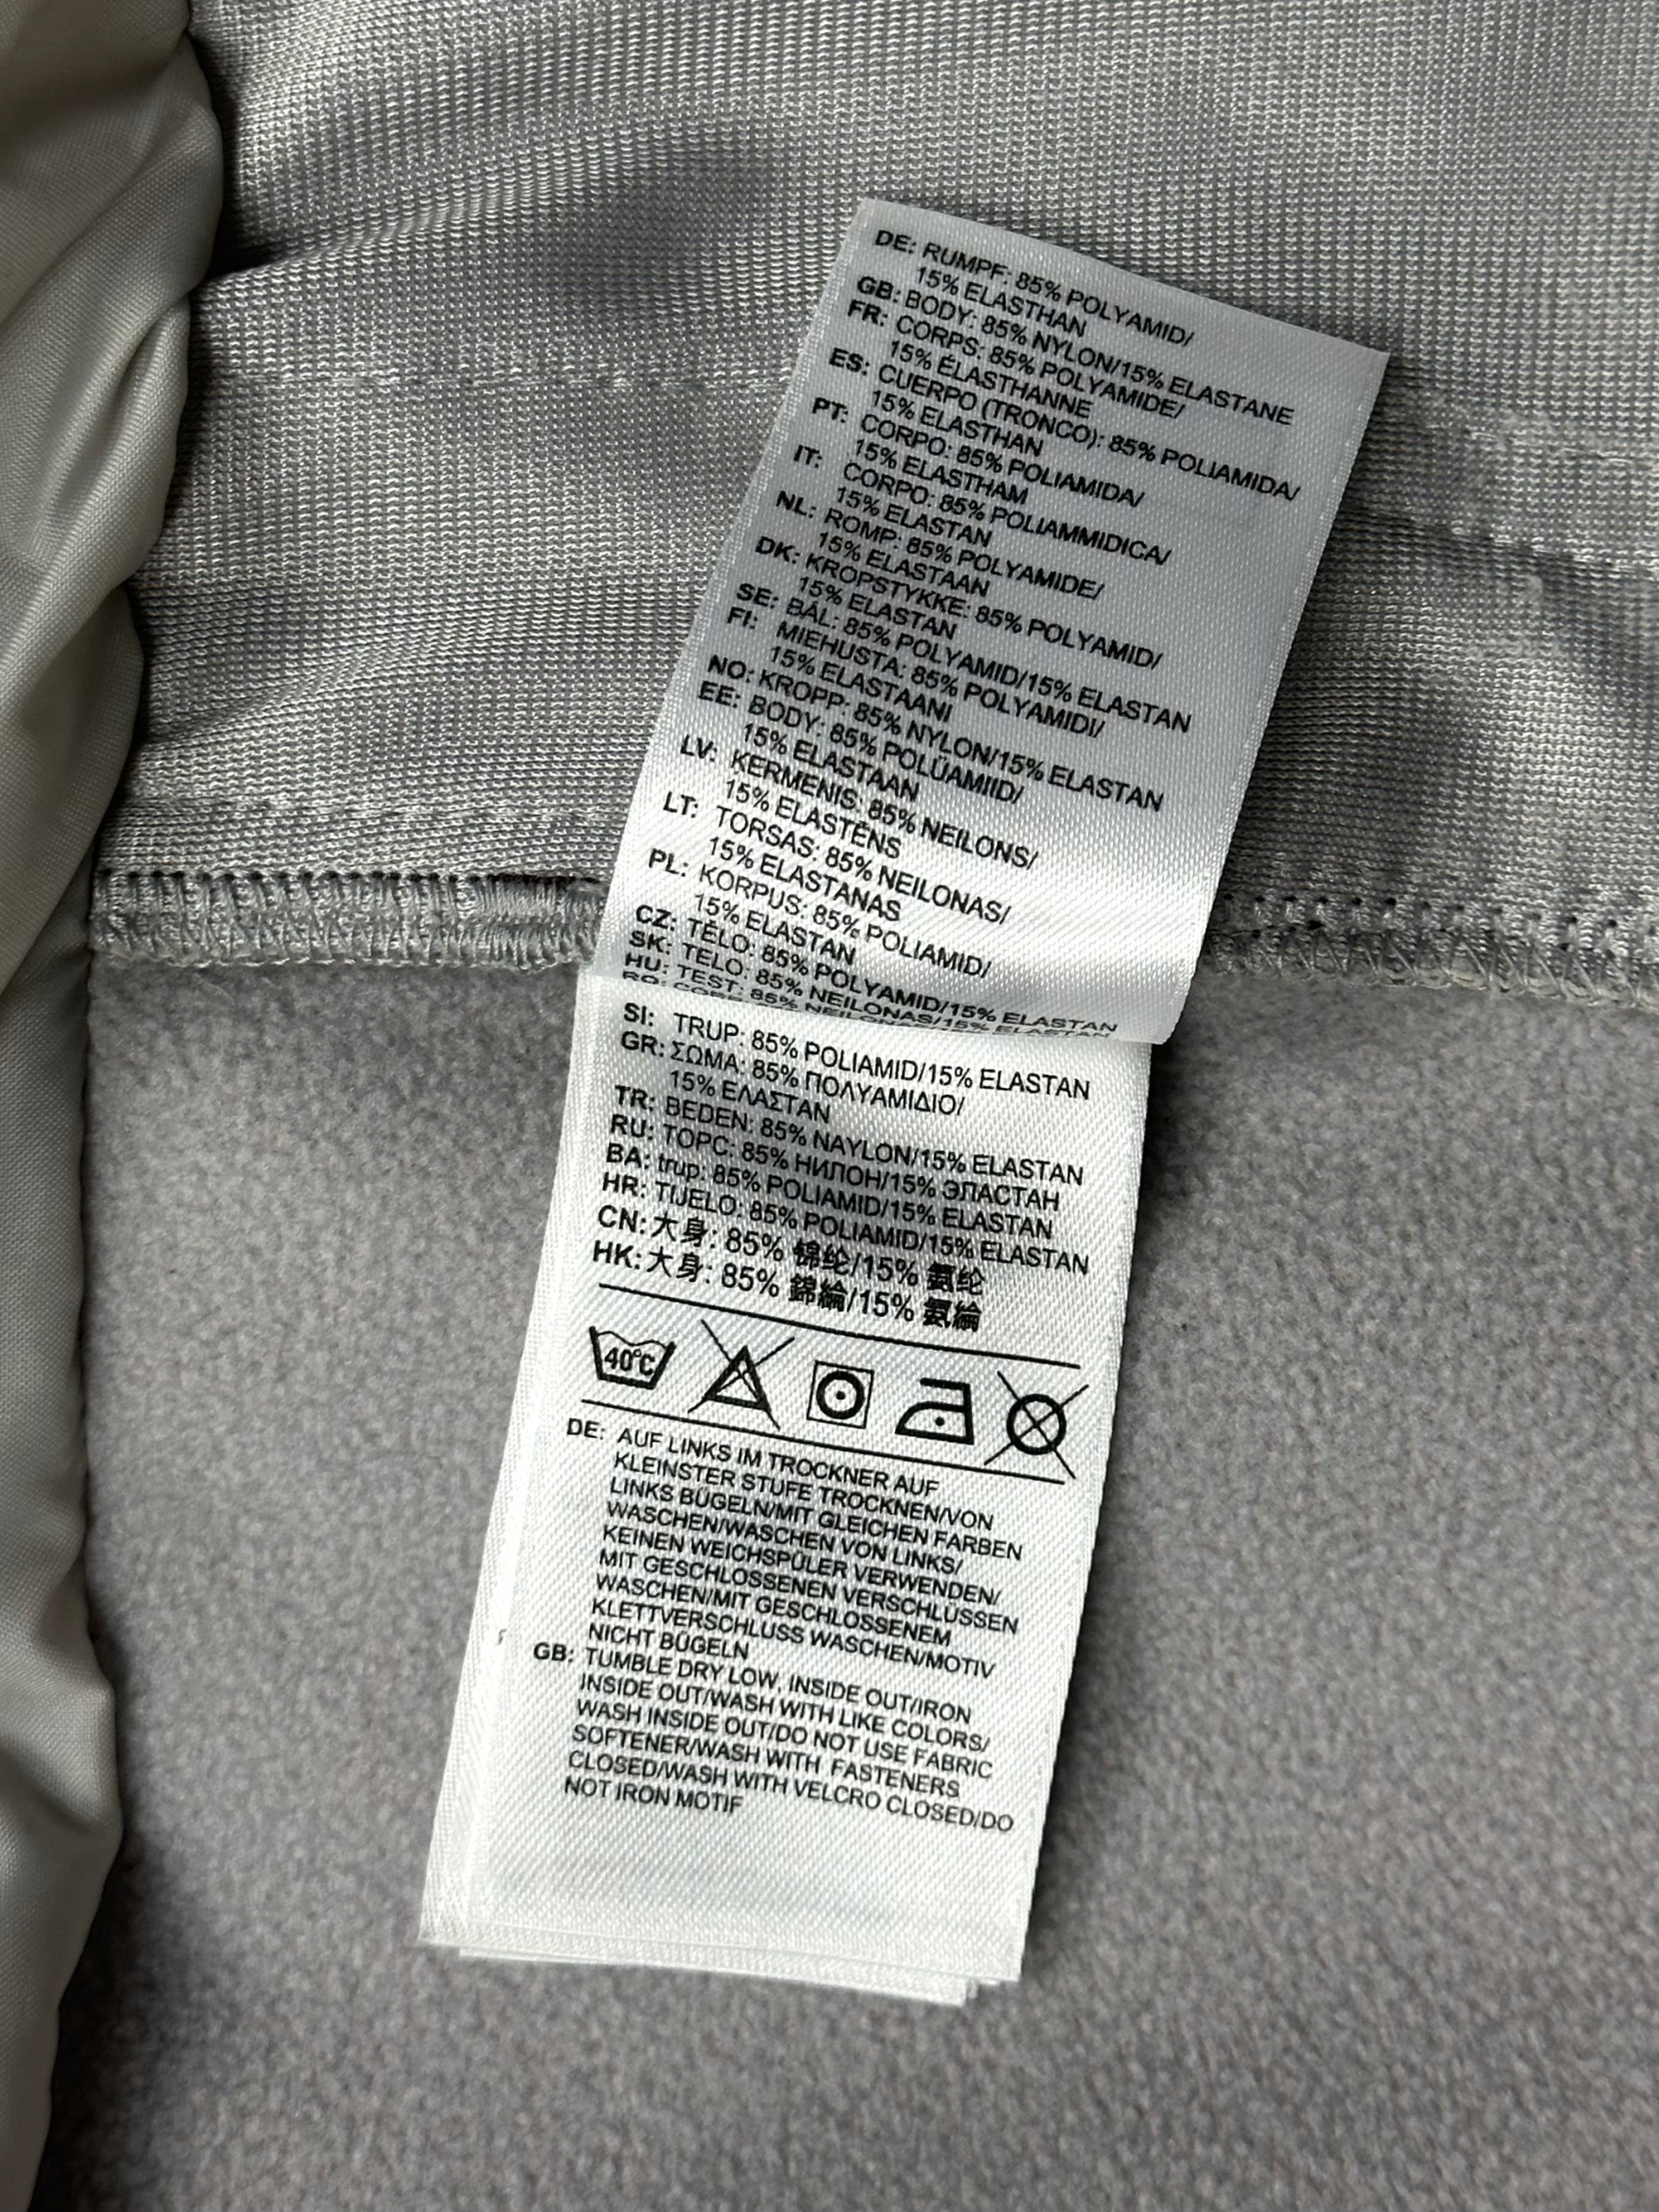 DE: RUMPF: 85% POLYAMID/
15% ELASTHAN
GB: BODY: 85% NYLON/15% ELASTANE
FR: CORPS: 85% POLYAMIDE/
15% ÉLASTHANNE
ES: CUERPO (TRONCO): 85% POLIAMIDA/
15% ELASTHAN
PT: CORPO: 85% POLIAMIDA/
15% ELASTHAM
IT: CORPO: 85% POLIAMMIDICA/
15% ELASTAN
NL: ROMP: 85% POLYAMIDE/
15% ELASTAAN
DK: KROPSTYKKE: 85% POLYAMID/
15% ELASTAN
SE: BÅL: 85% POLYAMID/15% ELASTAN
FI: MIEHUSTA: 85% POLYAMIDI/
15% ELASTAANI
NO: KROPP: 85% NYLON/15% ELASTAN
EE: BODY: 85% POLÜAMIID/
15% ELASTAAN
LV: KERMENIS: 85% NEILONS/
15% ELASTĒNS
LT: TORSAS: 85% NEILONAS/
15% ELASTANAS
PL: KORPUS: 85% POLIAMID/
15% ELASTAN
CZ: TĚLO: 85% POLYAMID/15% ELASTAN
SK: TELO: 85% NEILONAS/15% ELASTAN
HU: TEST: 85% NEILONAS/15% ELASTAN
SI: TRUP: 85% POLIAMID/15% ELASTAN
GR: ΣΩΜΑ: 85% ΠΟΛΥΑΜΙΔΙΟ/
15% ΕΛΑΣΤΑΝ
TR: BEDEN: 85% NAYLON/15% ELASTAN
RU: ТОРС: 85% НИЛОН/15% ЭЛАСТАН
BA: trup: 85% POLIAMID/15% ELASTAN
HR: TIJELO: 85% POLIAMID/15% ELASTAN
CN: 大身: 85% 锦纶/15% 氨纶
HK: 大身: 85% 錦綸/15% 氨綸
40°C
DE: AUF LINKS IM TROCKNER AUF
KLEINSTER STUFE TROCKNEN/VON
LINKS BÜGELN/MIT GLEICHEN FARBEN
WASCHEN/WASCHEN VON LINKS/
KEINEN WEICHSPÜLER VERWENDEN/
MIT GESCHLOSSENEN VERSCHLÜSSEN
WASCHEN/MIT GESCHLOSSENEM
KLETTVERSCHLUSS WASCHEN/MOTIV
NICHT BÜGELN
GB: TUMBLE DRY LOW, INSIDE OUT/IRON
INSIDE OUT/WASH WITH LIKE COLORS/
WASH INSIDE OUT/DO NOT USE FABRIC
SOFTENER/WASH WITH FASTENERS
CLOSED/WASH WITH VELCRO CLOSED/DO
NOT IRON MOTIF